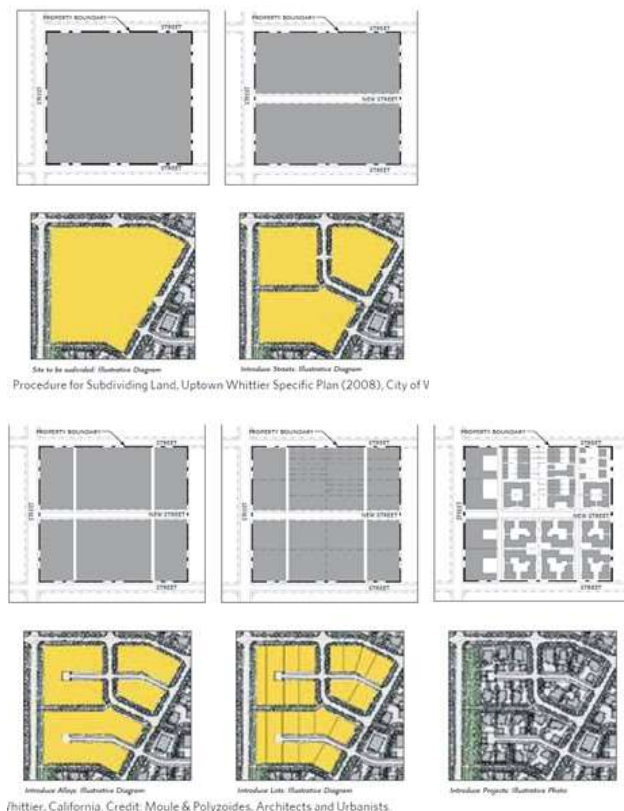 PROPERTY BOUNDARY
STREET
STREET
STREET
PROPERTY BOUNDARY
STREET
STREET
NEW STREET
STREET
Site to be subdivided: Illustrative Diagram
Introduce Streets: Illustrative Diagram
Procedure for Subdividing Land, Uptown Whittier Specific Plan (2008), City of V
PROPERTY BOUNDARY
STREET
STREET
NEW STREET
STREET
PROPERTY BOUNDARY
STREET
STREET
NEW STREET
STREET
PROPERTY BOUNDARY
STREET
STREET
NEW STREET
STREET
Introduce Alleys: Illustrative Diagram
Introduce Lots: Illustrative Diagram
Introduce Projects: Illustrative Photo
Whittier, California. Credit: Moule & Polyzoides, Architects and Urbanists.